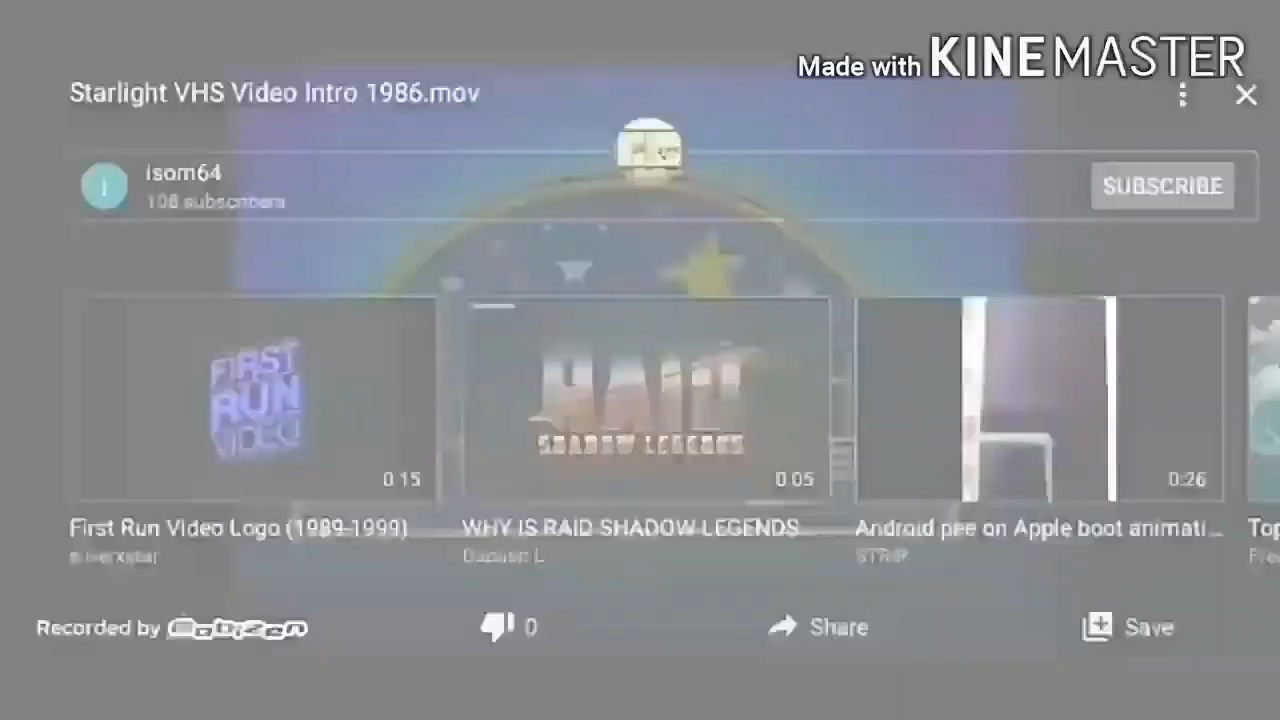 Made with KINEMASTER
Starlight VHS Video Intro 1986.mov
i
isom64
108 subscribers
SUBSCRIBE
FIRST
RUN
VIDEO
RAID
SHADOW LEGENDS
0:15
0:05
0:26
First Run Video Logo (1989-1999)
WHY IS RAID SHADOW LEGENDS
Android pee on Apple boot animati...
Top
STRIP
Recorded by Mobizen
0
Share
Save